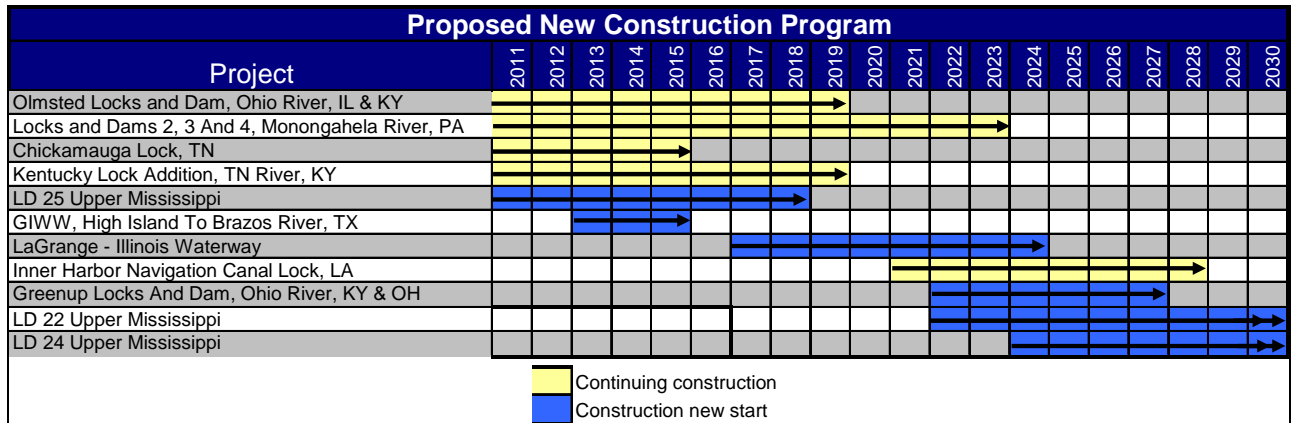 Proposed New Construction Program
Project 2011 2012 2013 2014 2015 2016 2017 2018 2019 2020 2021 2022 2023 2024 2025 2026 2027 2028 2029 2030
Olmsted Locks and Dam, Ohio River, IL & KY
Locks and Dams 2, 3 And 4, Monongahela River, PA
Chickamauga Lock, TN
Kentucky Lock Addition, TN River, KY
LD 25 Upper Mississippi
GIWW, High Island To Brazos River, TX
LaGrange - Illinois Waterway
Inner Harbor Navigation Canal Lock, LA
Greenup Locks And Dam, Ohio River, KY & OH
LD 22 Upper Mississippi
LD 24 Upper Mississippi
Continuing construction
Construction new start